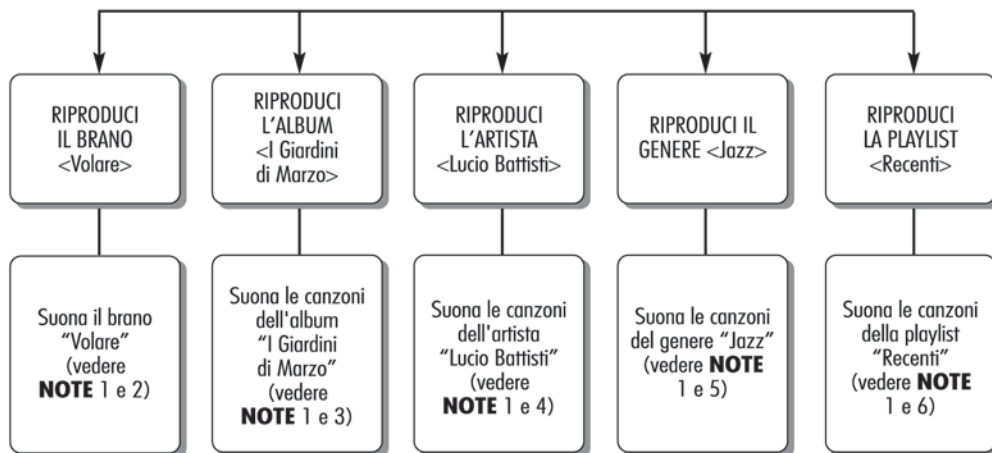 RIPRODUCI
IL BRANO
<Volare>
RIPRODUCI
L'ALBUM
<I Giardini
di Marzo>
RIPRODUCI
L'ARTISTA
<Lucio Battisti>
RIPRODUCI IL
GENERE <Jazz>
RIPRODUCI
LA PLAYLIST
<Recenti>
Suona il brano
“Volare”
(vedere
NOTE 1 e 2)
Suona le canzoni
dell'album
“I Giardini
di Marzo”
(vedere
NOTE 1 e 3)
Suona le canzoni
dell'artista
“Lucio Battisti”
(vedere
NOTE 1 e 4)
Suona le canzoni
del genere “Jazz”
(vedere NOTE
1 e 5)
Suona le canzoni
della playlist
“Recenti”
(vedere NOTE
1 e 6)